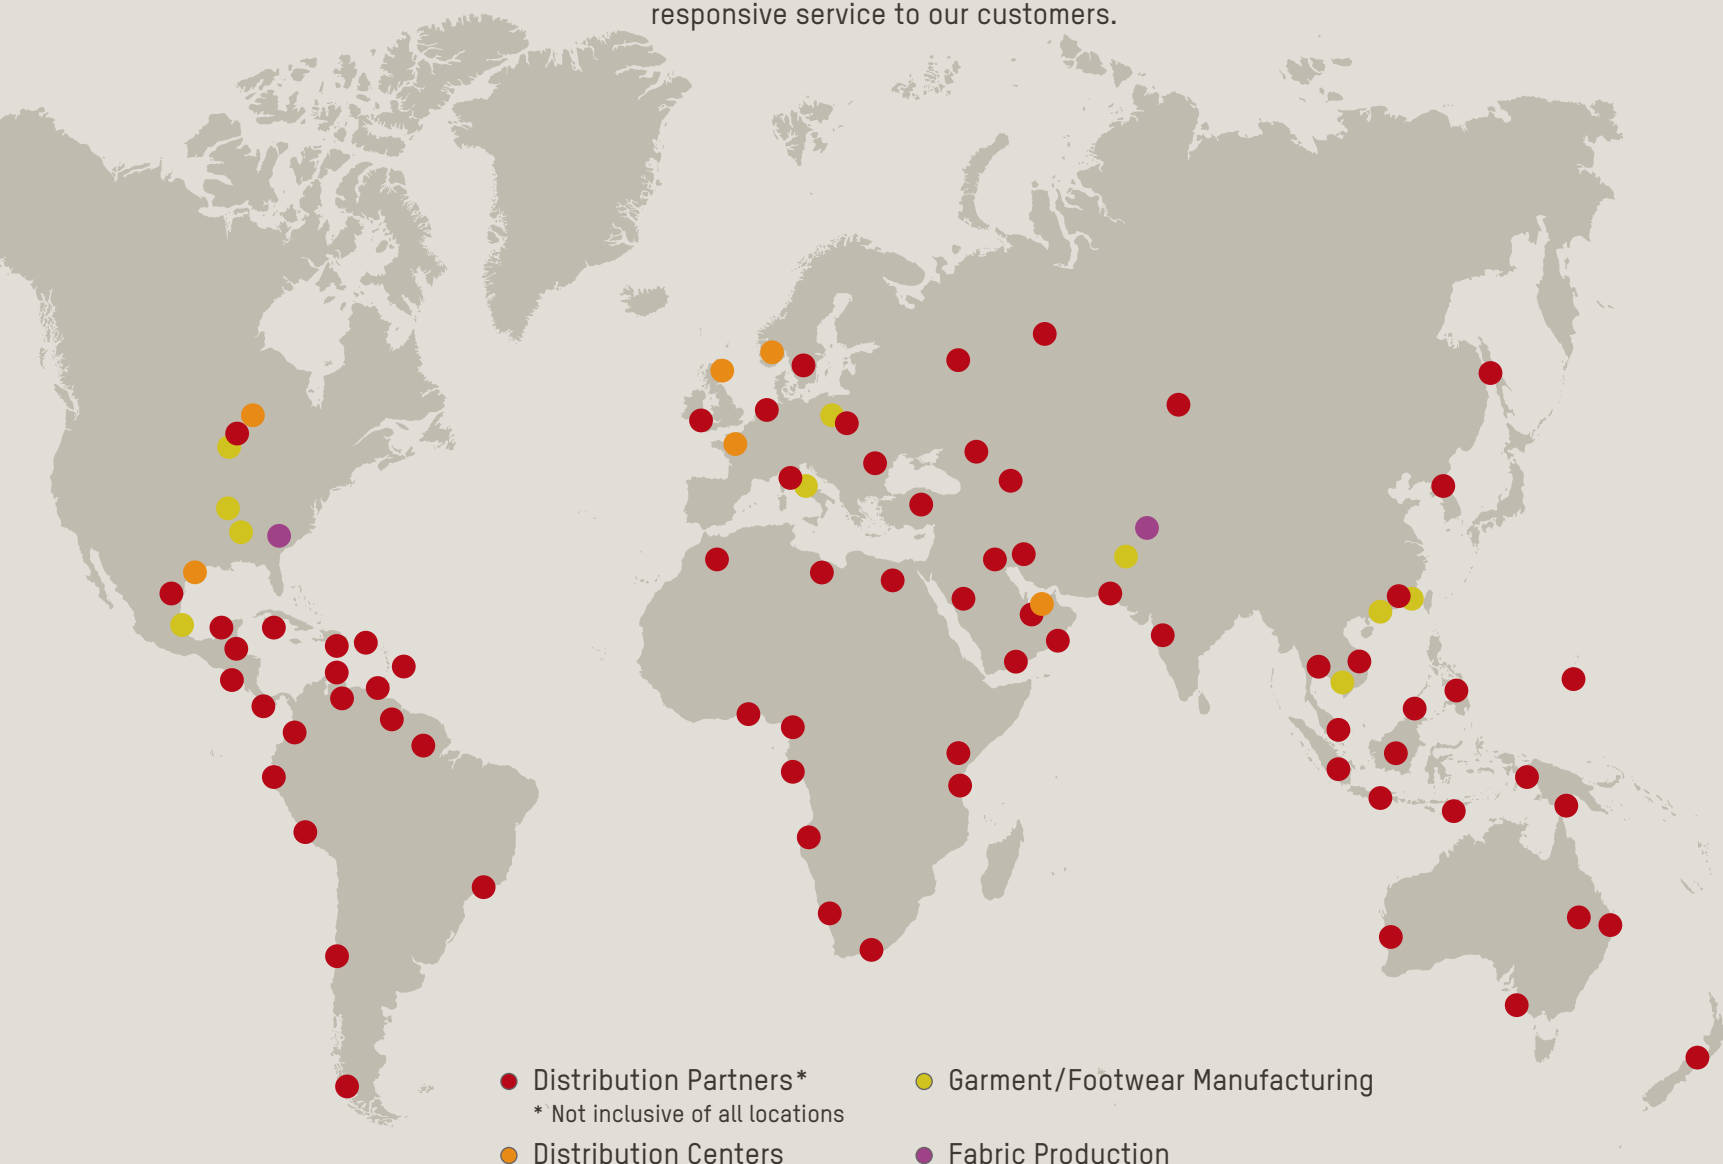 responsive service to our customers.
Distribution Partners*
* Not inclusive of all locations
Distribution Centers
Garment/Footwear Manufacturing
Fabric Production